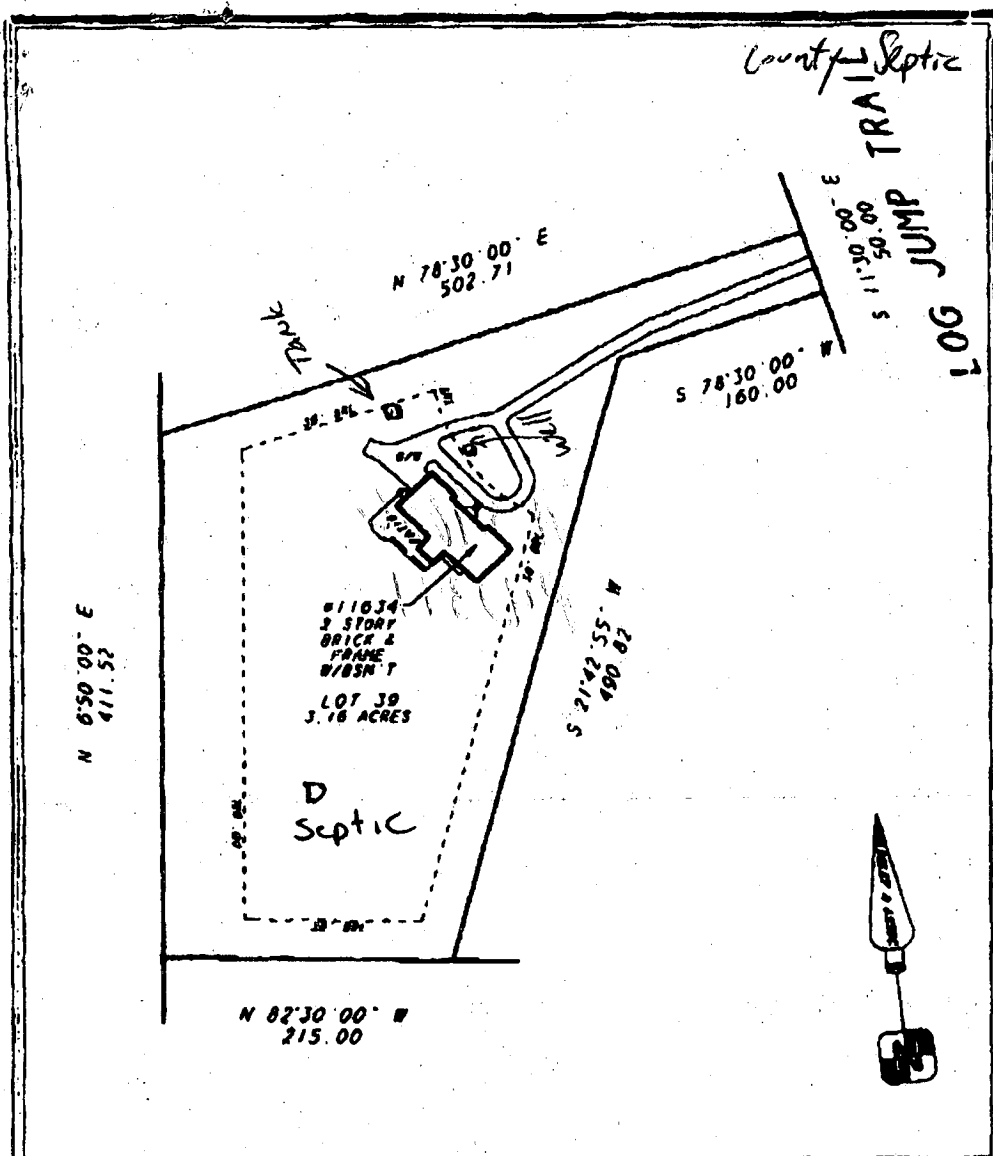 County Septic
LOG JUMP TRAIL
S 11°30'00" E
50.00
N 78°30'00" E
502.71
Tank
S 78°30'00" W
160.00
Well
PATIO
#11634
2 STORY
BRICK &
FRAME
W/BSM'T
LOT 39
3.16 ACRES
N 6°50'00" E
411.52
S 21°42'55" W
490.82
D
Septic
N 82°30'00" W
215.00